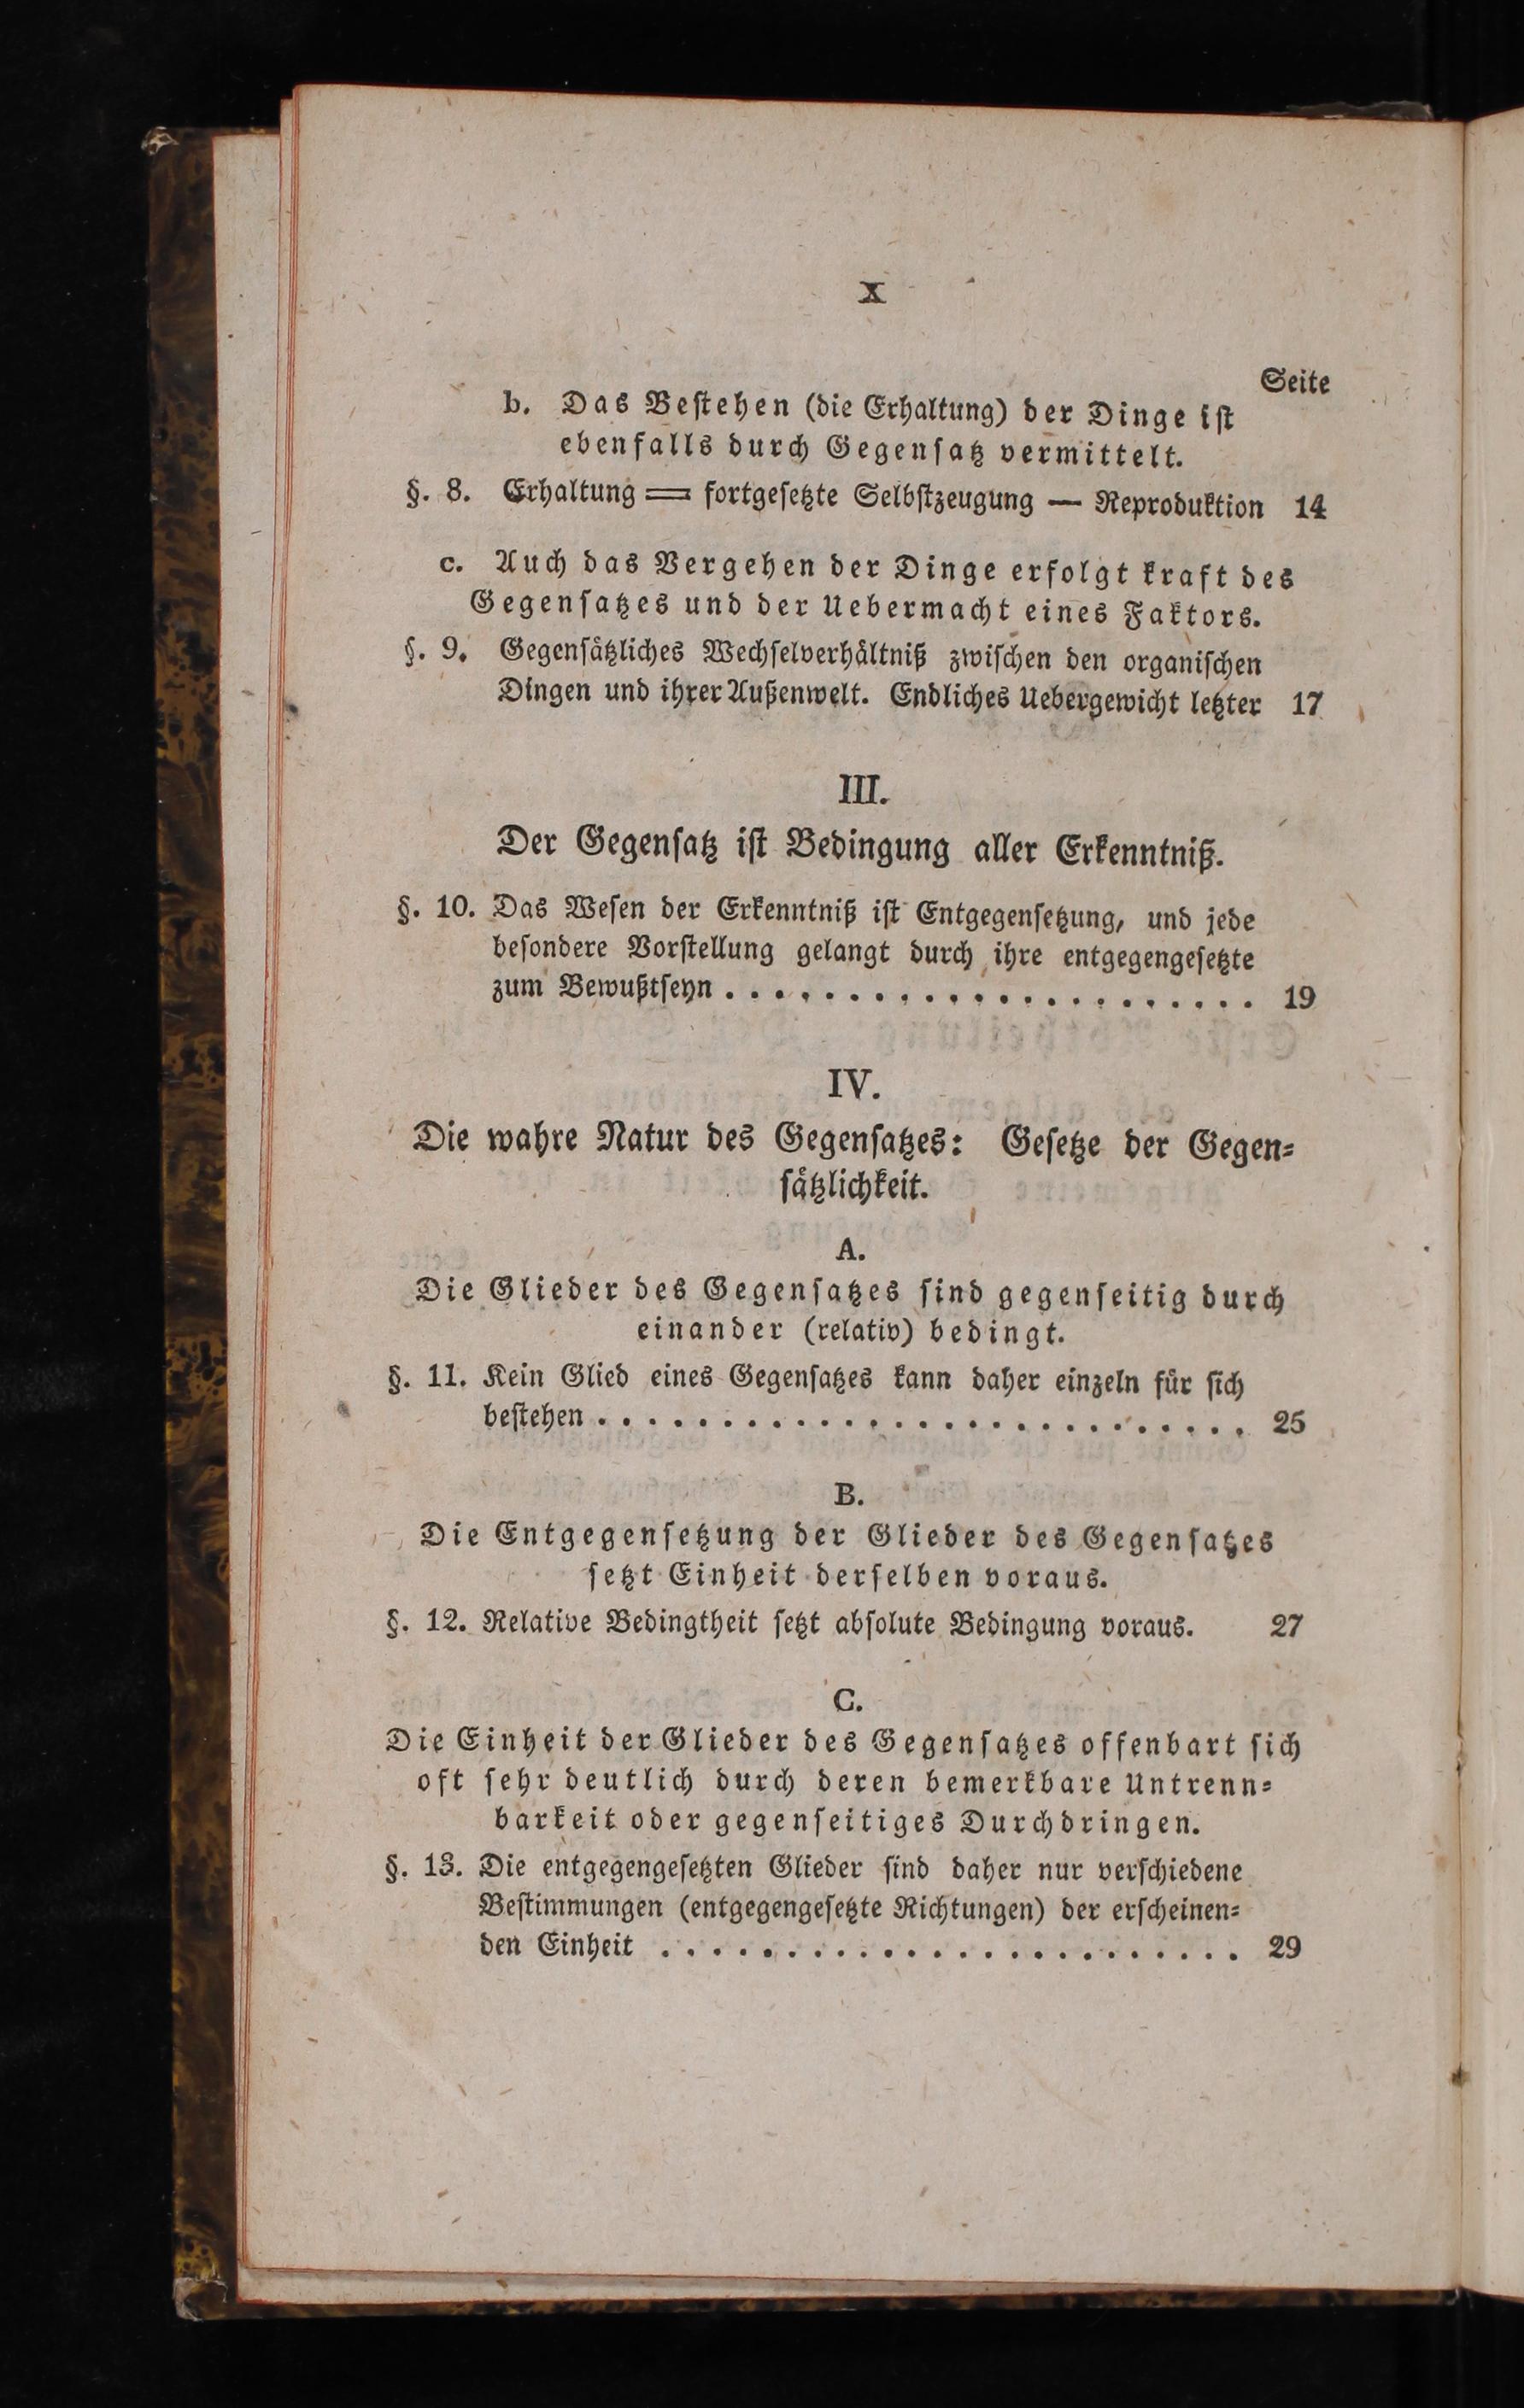 X
Seite
b. Das Beſtehen (die Erhaltung) der Dinge iſt
ebenfalls durch Gegenſatz vermittelt.
§. 8. Erhaltung = fortgeſetzte Selbſtzeugung — Reproduktion 14
c. Auch das Vergehen der Dinge erfolgt kraft des
Gegenſatzes und der Uebermacht eines Faktors.
§. 9. Gegenſätzliches Wechſelverhältniß zwiſchen den organiſchen
Dingen und ihrer Außenwelt. Endliches Uebergewicht letzter 17
III.
Der Gegenſatz iſt Bedingung aller Erkenntniß.
§. 10. Das Weſen der Erkenntniß iſt Entgegenſetzung, und jede
beſondere Vorſtellung gelangt durch ihre entgegengeſetzte
zum Bewußtſeyn . . . . . . . . . . . . . . . . . . . . . . 19
IV.
Die wahre Natur des Gegenſatzes: Geſetze der Gegen⸗
ſätzlichkeit.
A.
Die Glieder des Gegenſatzes ſind gegenſeitig durch
einander (relativ) bedingt.
§. 11. Kein Glied eines Gegenſatzes kann daher einzeln für ſich
beſtehen . . . . . . . . . . . . . . . . . . . . . . . . . . . 25
B.
Die Entgegenſetzung der Glieder des Gegenſatzes
ſetzt Einheit derſelben voraus.
§. 12. Relative Bedingtheit ſetzt abſolute Bedingung voraus. 27
C.
Die Einheit der Glieder des Gegenſatzes offenbart ſich
oft ſehr deutlich durch deren bemerkbare Untrenn⸗
barkeit oder gegenſeitiges Durchdringen.
§. 13. Die entgegengeſetzten Glieder ſind daher nur verſchiedene
Beſtimmungen (entgegengeſetzte Richtungen) der erſcheinen⸗
den Einheit . . . . . . . . . . . . . . . . . . . . . . . . 29